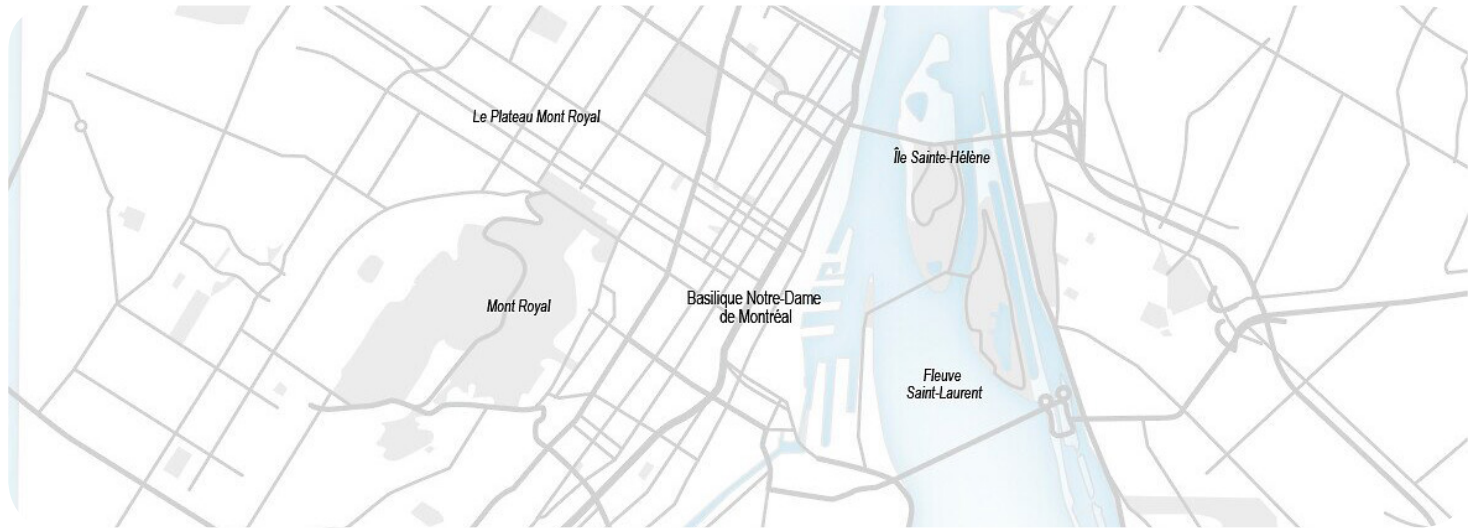 Le Plateau Mont Royal
Île Sainte-Hélène
Mont Royal
Basilique Notre-Dame
de Montréal
Fleuve
Saint-Laurent